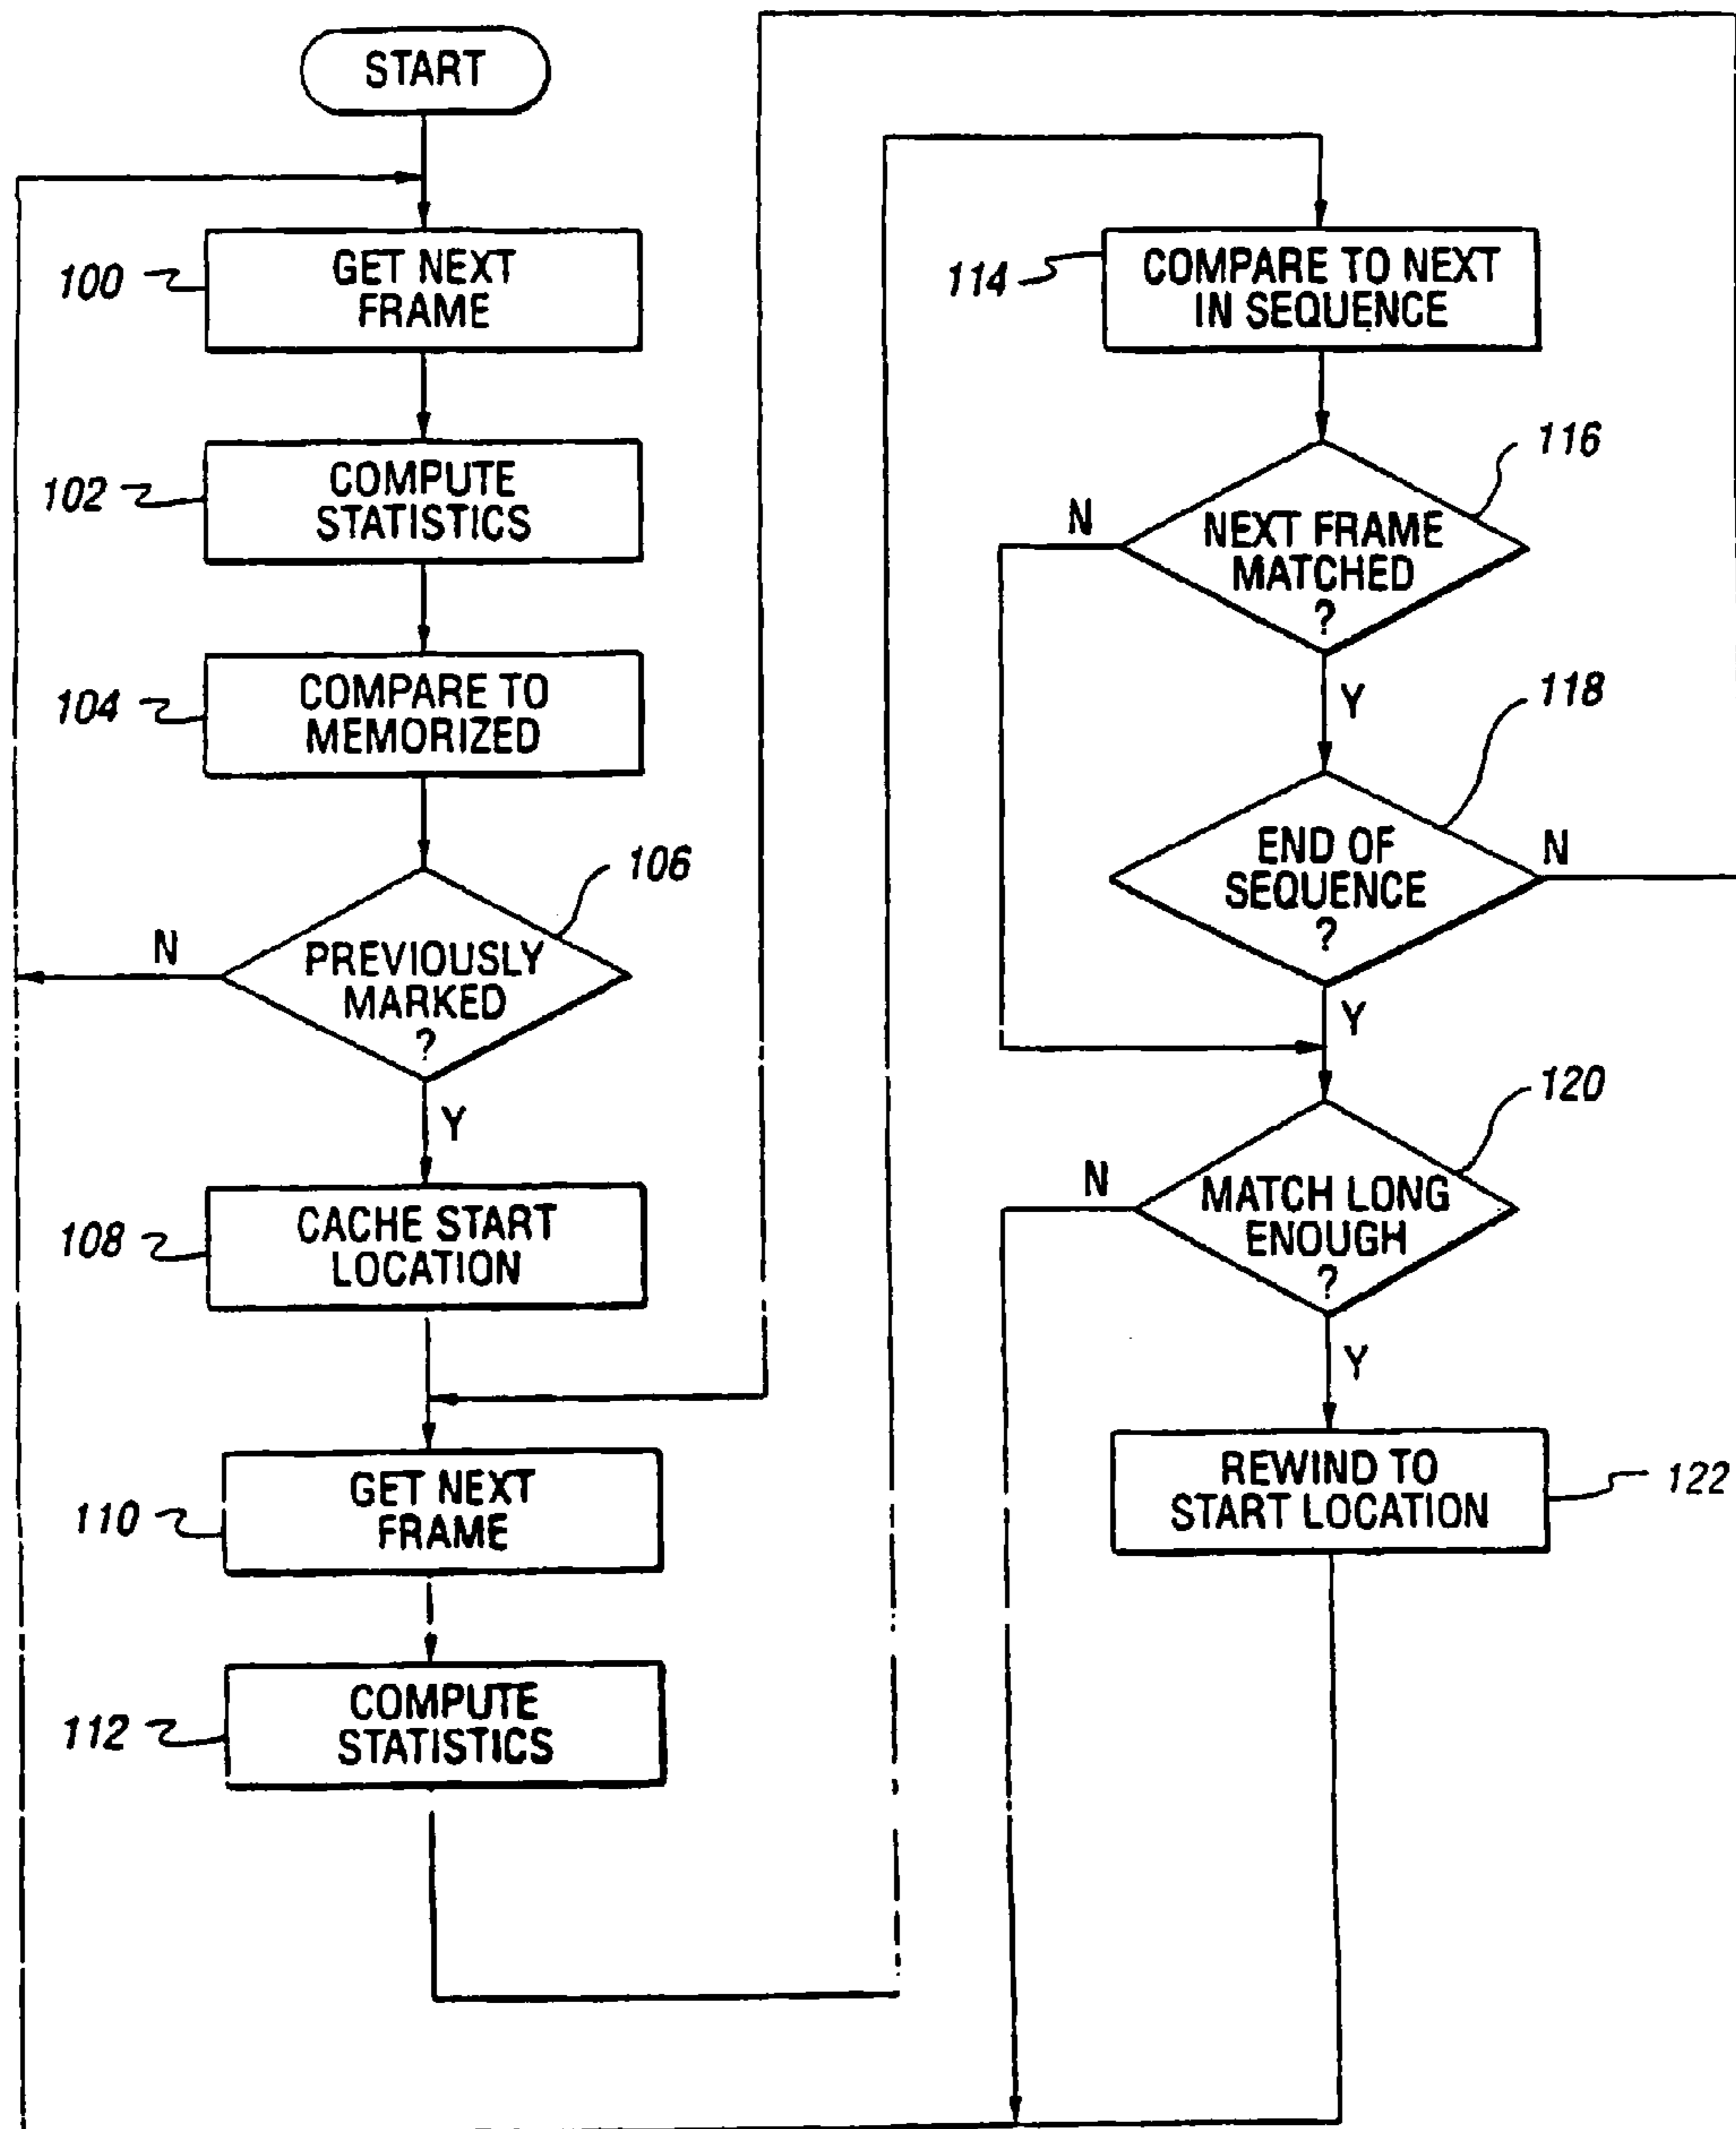 START
100
GET NEXT
FRAME
102
COMPUTE
STATISTICS
104
COMPARE TO
MEMORIZED
106
N
PREVIOUSLY
MARKED
?
Y
108
CACHE START
LOCATION
110
GET NEXT
FRAME
112
COMPUTE
STATISTICS
114
COMPARE TO NEXT
IN SEQUENCE
116
N
NEXT FRAME
MATCHED
?
Y
118
END OF
SEQUENCE
?
N
Y
120
N
MATCH LONG
ENOUGH
?
Y
REWIND TO
START LOCATION
122